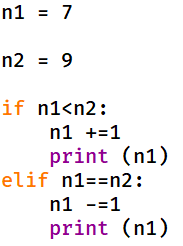 n1 = 7
n2 = 9
if n1<n2:
    n1 +=1
    print (n1)
elif n1==n2:
    n1 -=1
    print (n1)